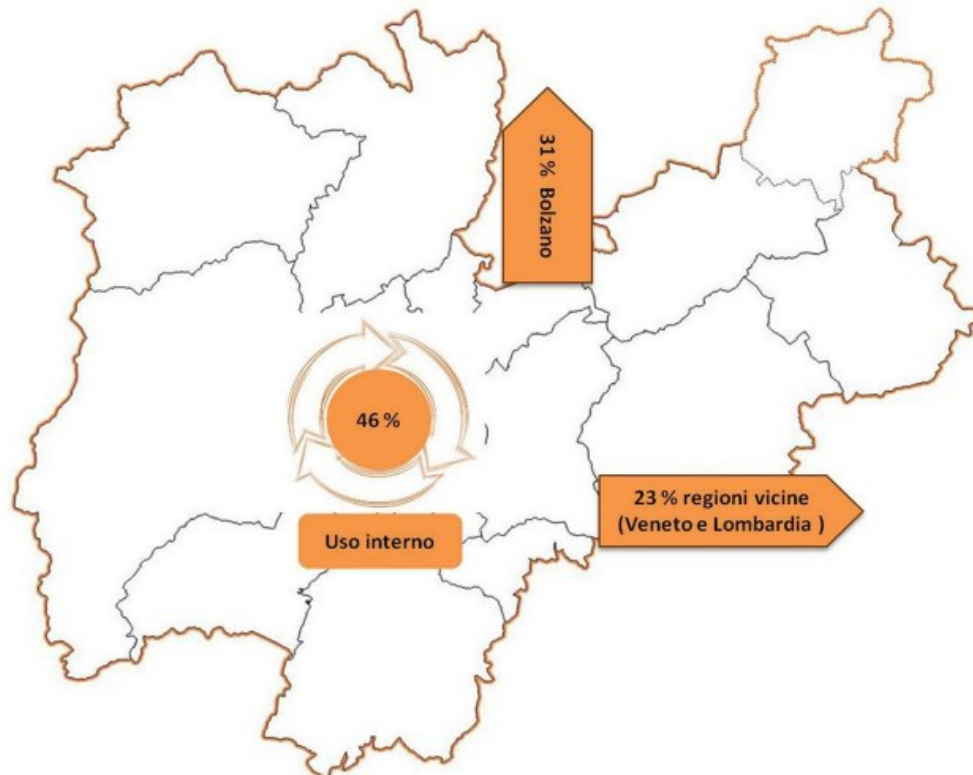 31 % Bolzano
46 %
Uso interno
23 % regioni vicine
(Veneto e Lombardia )